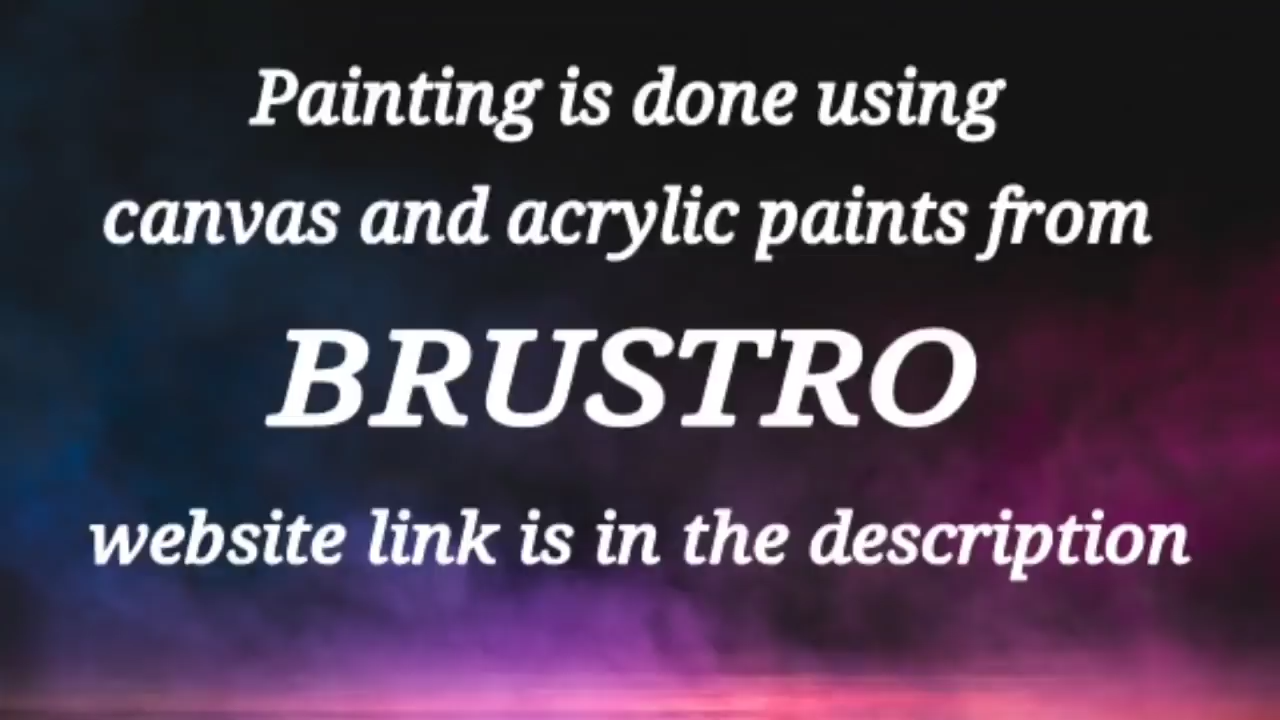 Painting is done using
canvas and acrylic paints from
BRUSTRO
website link is in the description